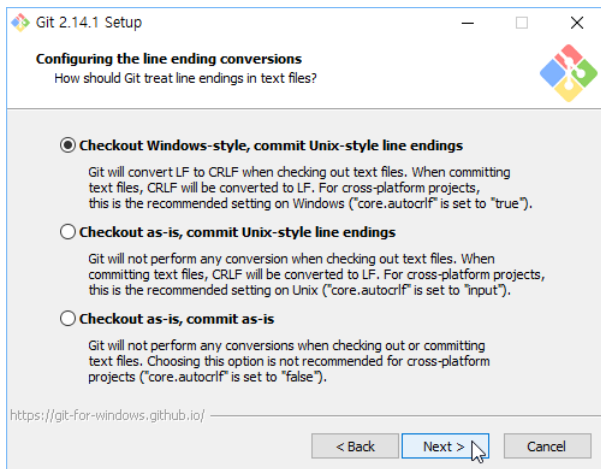 Git 2.14.1 Setup
Configuring the line ending conversions
How should Git treat line endings in text files?
Checkout Windows-style, commit Unix-style line endings
Git will convert LF to CRLF when checking out text files. When committing
text files, CRLF will be converted to LF. For cross-platform projects,
this is the recommended setting on Windows ("core.autocrlf" is set to "true").
Checkout as-is, commit Unix-style line endings
Git will not perform any conversion when checking out text files. When
committing text files, CRLF will be converted to LF. For cross-platform projects,
this is the recommended setting on Unix ("core.autocrlf" is set to "input").
Checkout as-is, commit as-is
Git will not perform any conversions when checking out or committing
text files. Choosing this option is not recommended for cross-platform
projects ("core.autocrlf" is set to "false").
https://git-for-windows.github.io/
< Back Next > Cancel